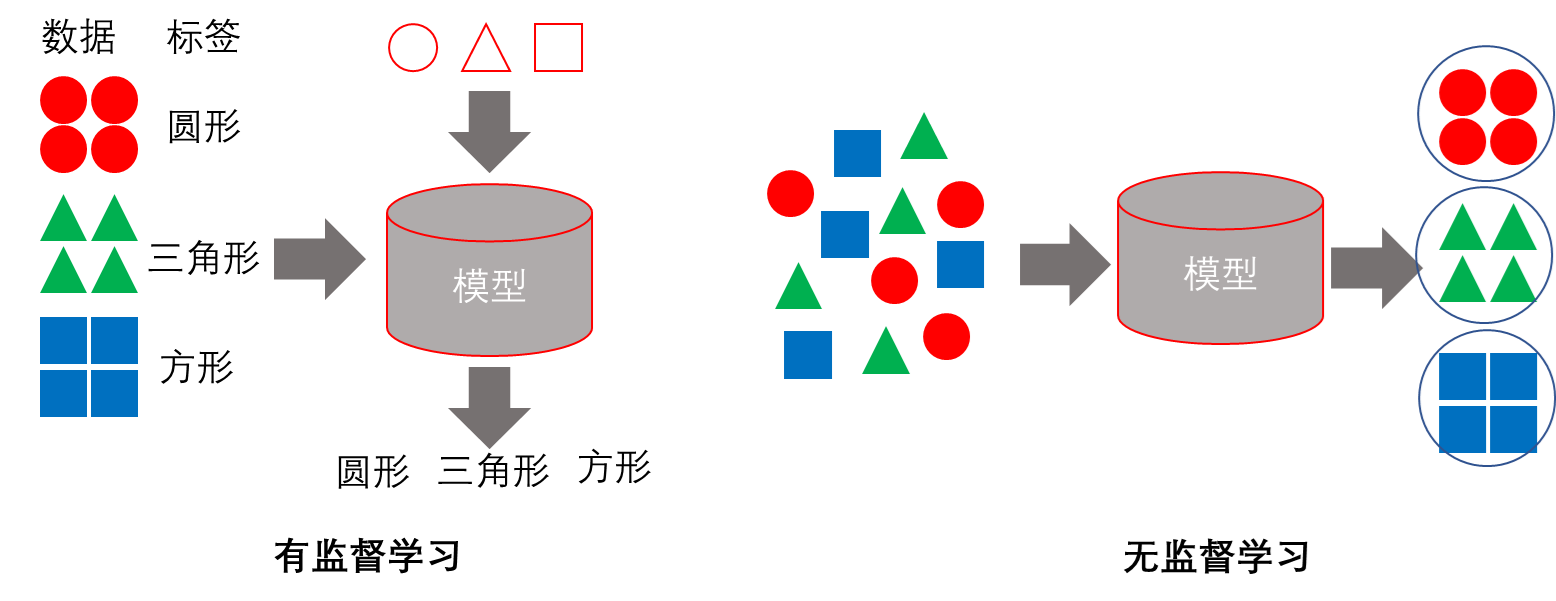 数据 标签
圆形
三角形
方形
模型
圆形 三角形 方形
有监督学习
模型
无监督学习